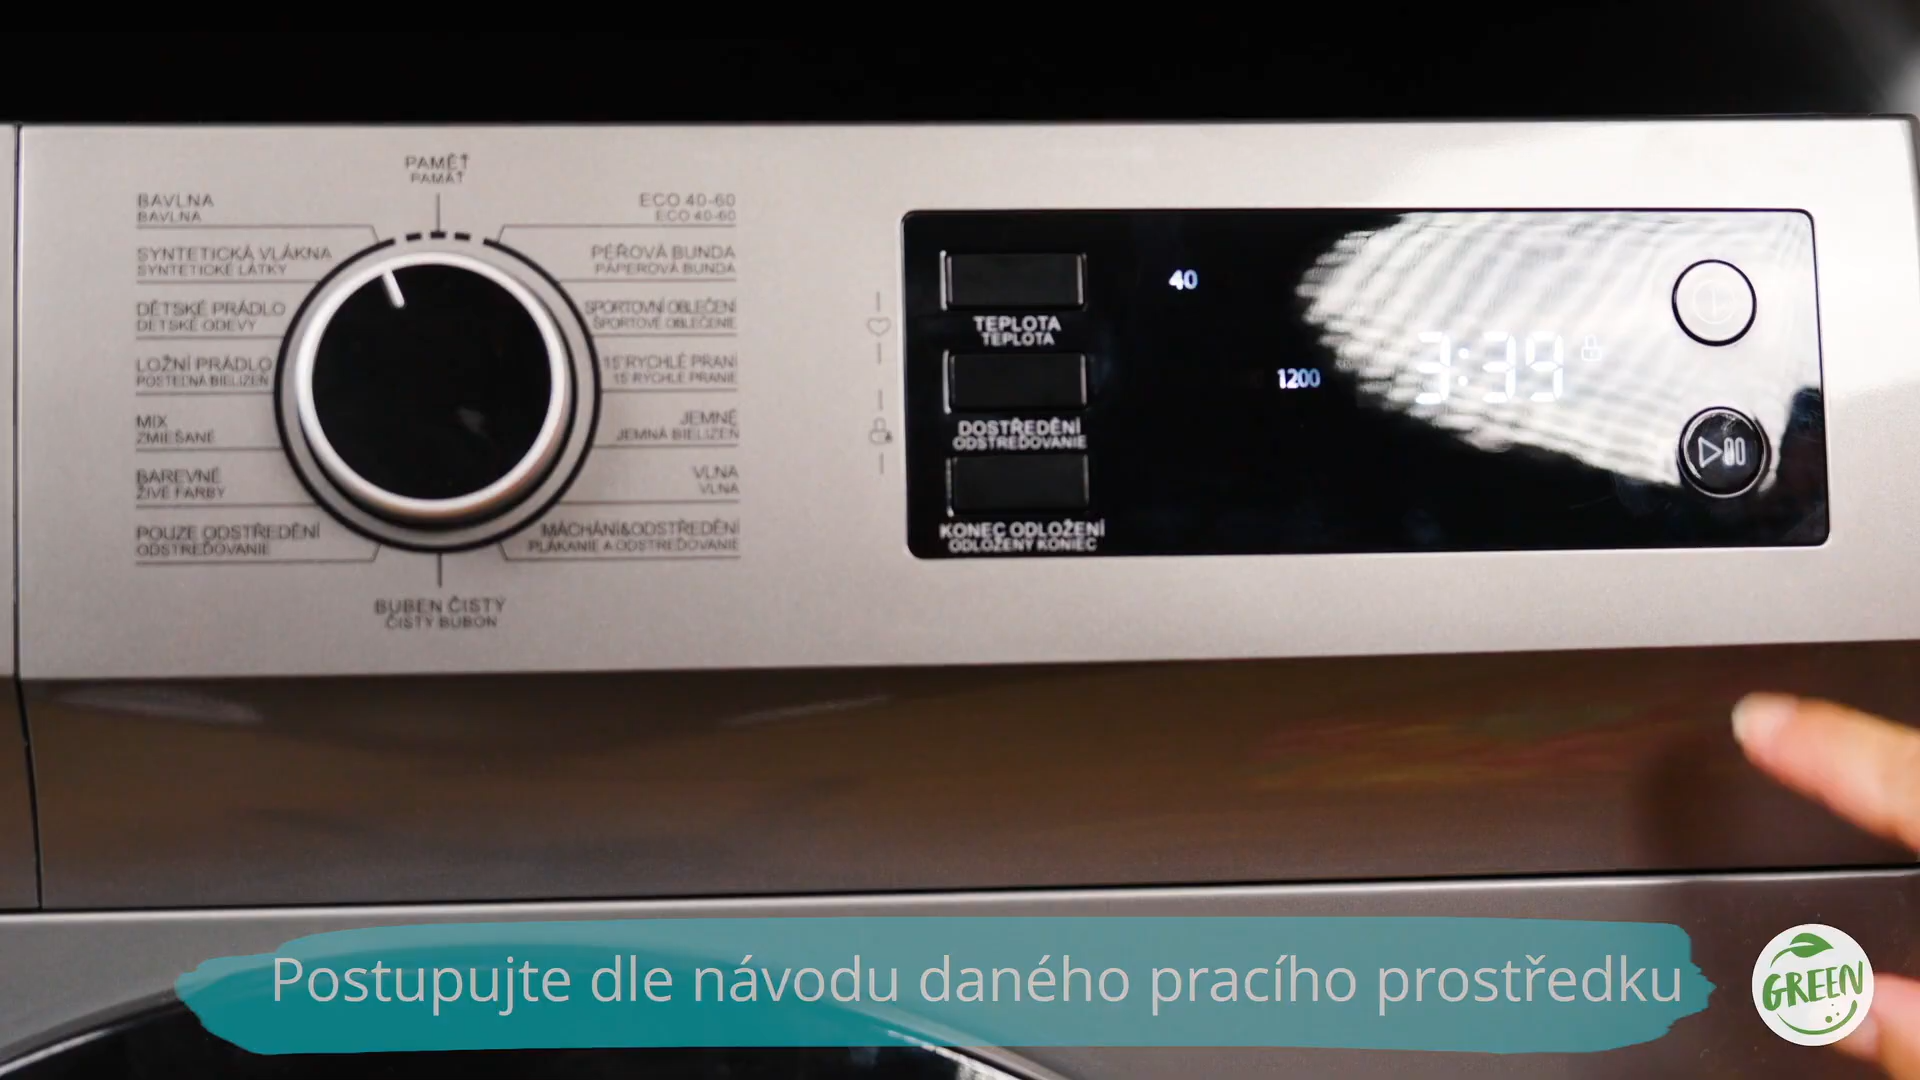 PAMĚŤ
PAMÄŤ
BAVLNA
BAVLNA
SYNTETICKÁ VLÁKNA
SYNTETICKÉ LÁTKY
DĚTSKÉ PRÁDLO
DETSKÉ ODEVY
LOŽNÍ PRÁDLO
POSTEĽNÁ BIELIZEŇ
MIX
ZMIEŠANÉ
BAREVNÉ
ŽIVÉ FARBY
POUZE ODSTŘEDĚNÍ
ODSTREĎOVANIE
ECO 40-60
ECO 40-60
PÉŘOVÁ BUNDA
PÁPEROVÁ BUNDA
SPORTOVNÍ OBLEČENÍ
ŠPORTOVÉ OBLEČENIE
15'RYCHLÉ PRANÍ
15'RÝCHLE PRANIE
JEMNÉ
JEMNÁ BIELIZEŇ
VLNA
VLNA
MÁCHÁNÍ&ODSTŘEDĚNÍ
PLÁKANIE A ODSTREĎOVANIE
BUBEN ČISTÝ
ČISTÝ BUBON
TEPLOTA
TEPLOTA
DOSTŘEDĚNÍ
ODSTREĎOVANIE
KONEC ODLOŽENÍ
ODLOŽENÝ KONIEC
40
1200
3:39
Postupujte dle návodu daného pracího prostředku
GREEN